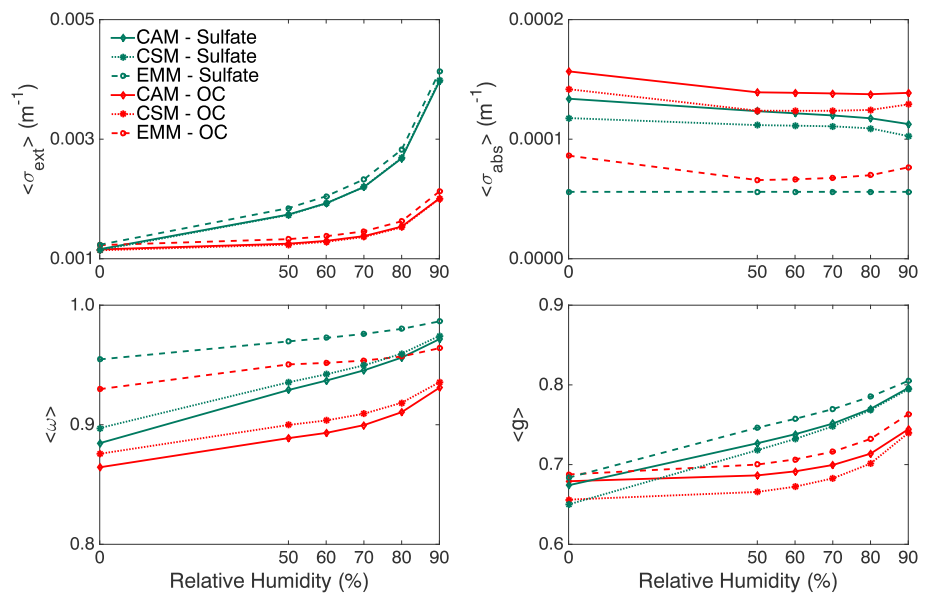 0.005
0.003
0.001
<σext> (m-1)
CAM - Sulfate
CSM - Sulfate
EMM - Sulfate
CAM - OC
CSM - OC
EMM - OC
0 50 60 70 80 90
0.0002
0.0001
0.0000
<σabs> (m-1)
0 50 60 70 80 90
1.0
0.9
0.8
<ω>
0 50 60 70 80 90
Relative Humidity (%)
0.9
0.8
0.7
0.6
<g>
0 50 60 70 80 90
Relative Humidity (%)